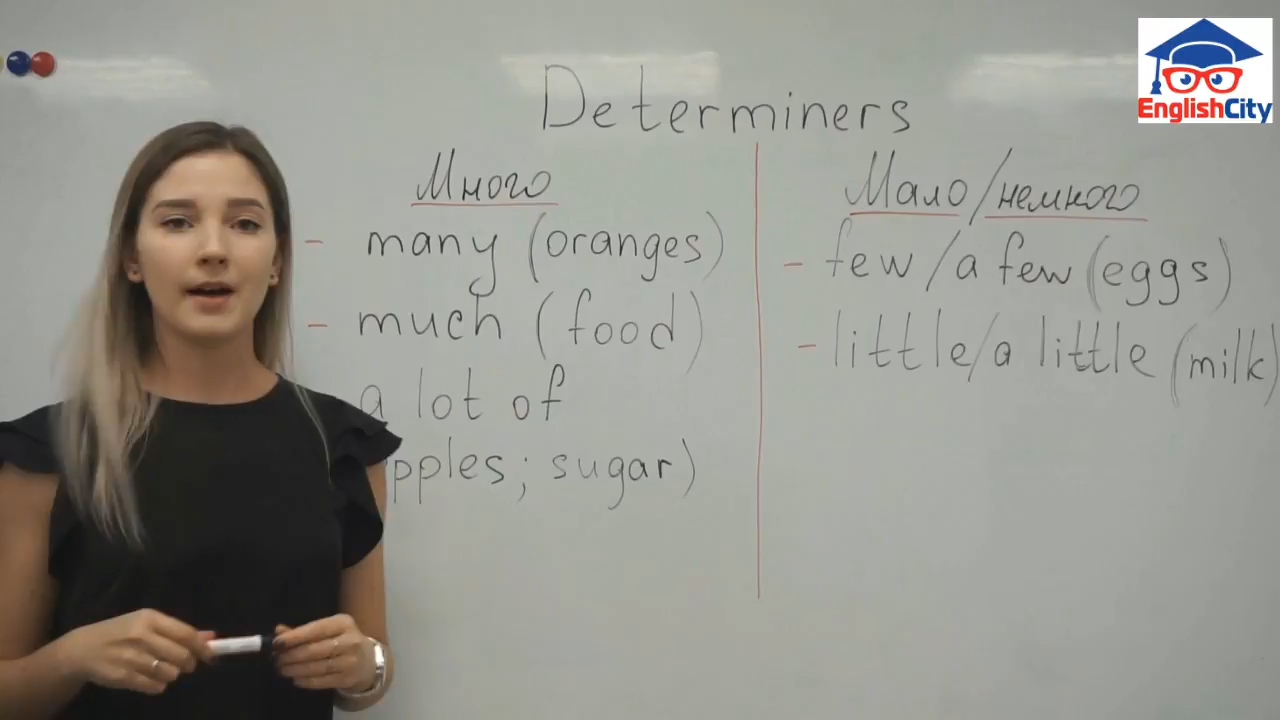 EnglishCity
Determiners
Много
- many (oranges)
- much (food)
a lot of
pples; sugar)
Мало/немного
- few/a few (eggs)
- little/a little (milk)